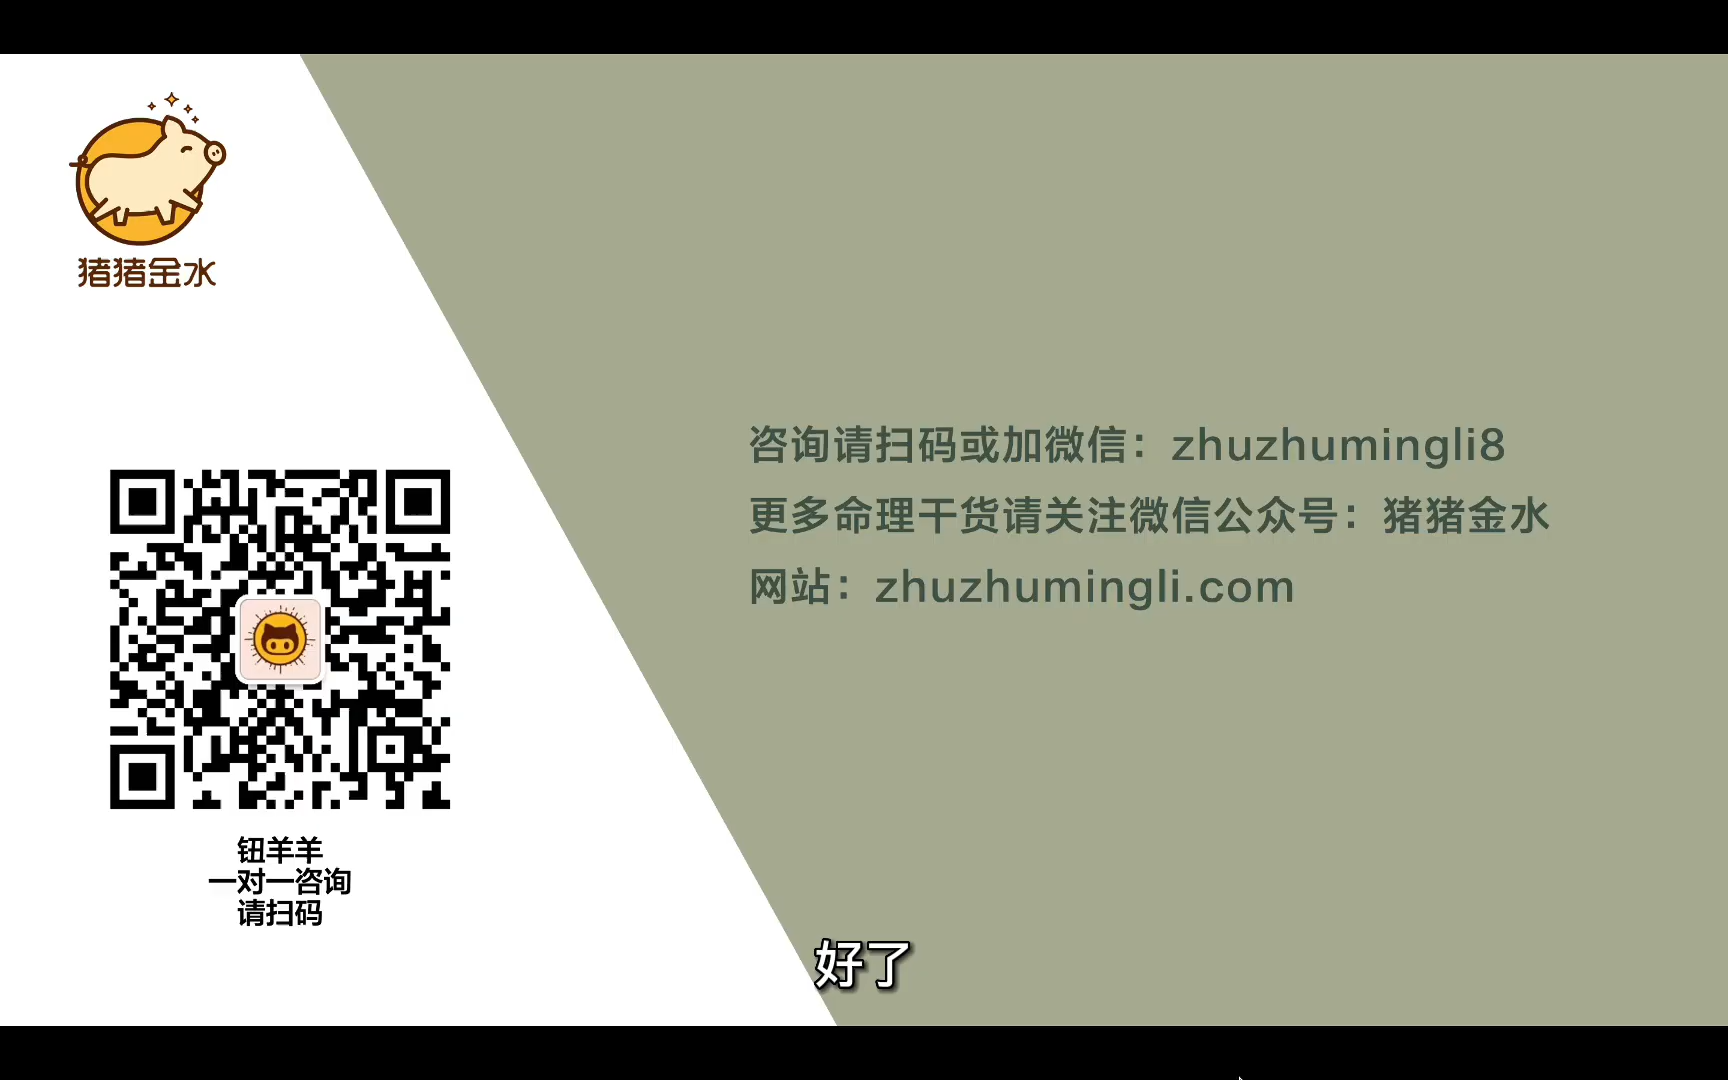 猪猪金水
咨询请扫码或加微信：zhuzhumingli8
更多命理干货请关注微信公众号：猪猪金水
网站：zhuzhumingli.com
钮羊羊
一对一咨询
请扫码
好了